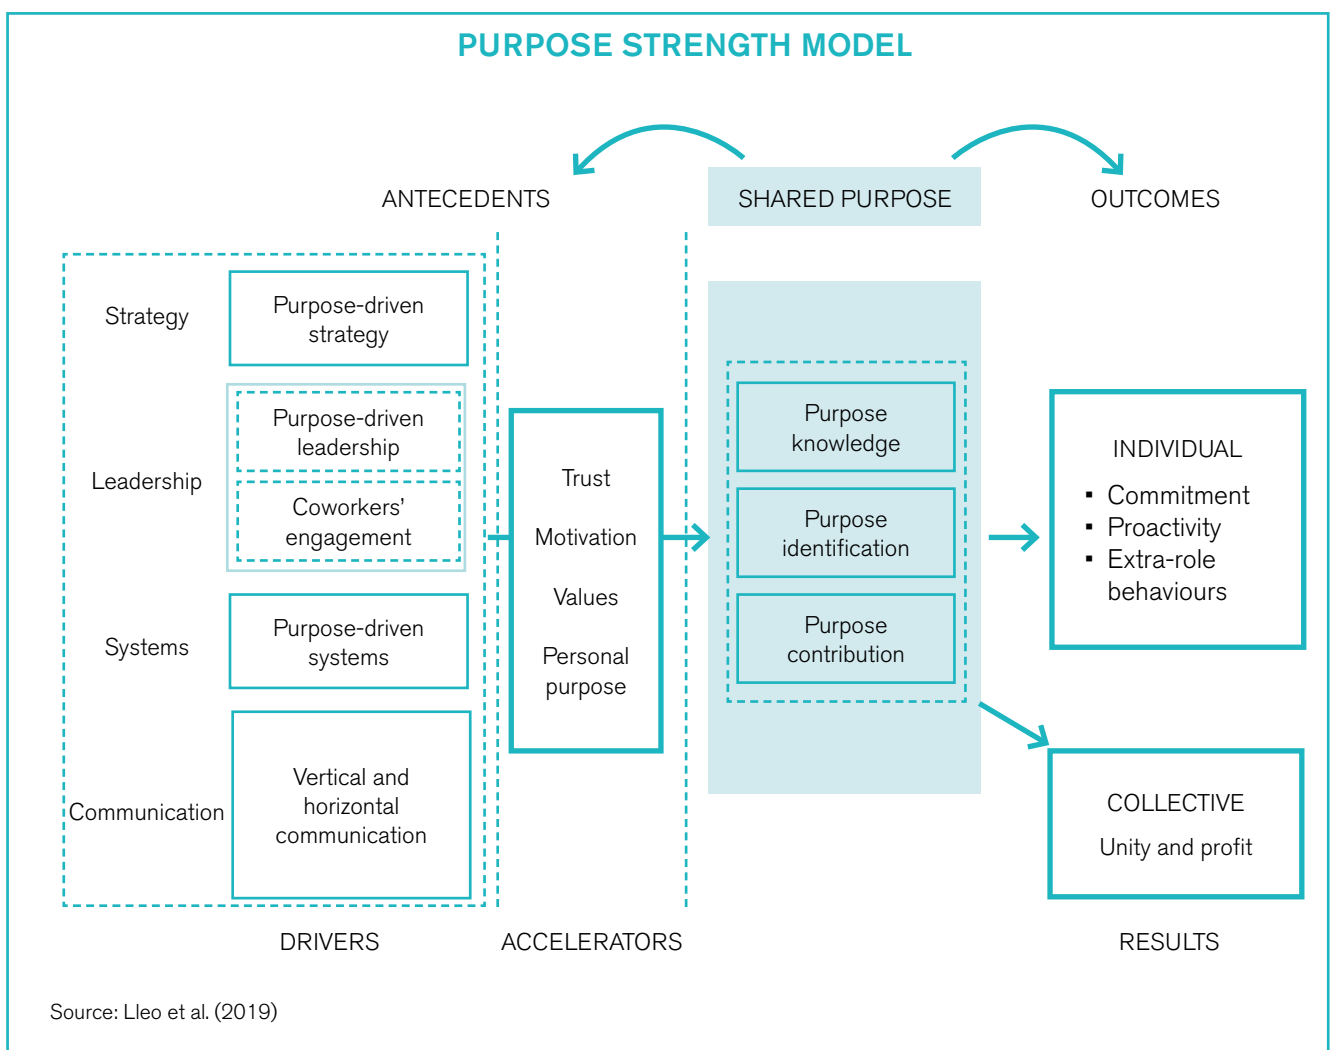 PURPOSE STRENGTH MODEL
ANTECEDENTS
SHARED PURPOSE
OUTCOMES
Strategy
Purpose-driven
strategy
Leadership
Purpose-driven
leadership
Coworkers’
engagement
Systems
Purpose-driven
systems
Communication
Vertical and
horizontal
communication
Trust
Motivation
Values
Personal
purpose
Purpose
knowledge
Purpose
identification
Purpose
contribution
INDIVIDUAL
▪ Commitment
▪ Proactivity
▪ Extra-role
behaviours
COLLECTIVE
Unity and profit
DRIVERS
ACCELERATORS
RESULTS
Source: Lleo et al. (2019)